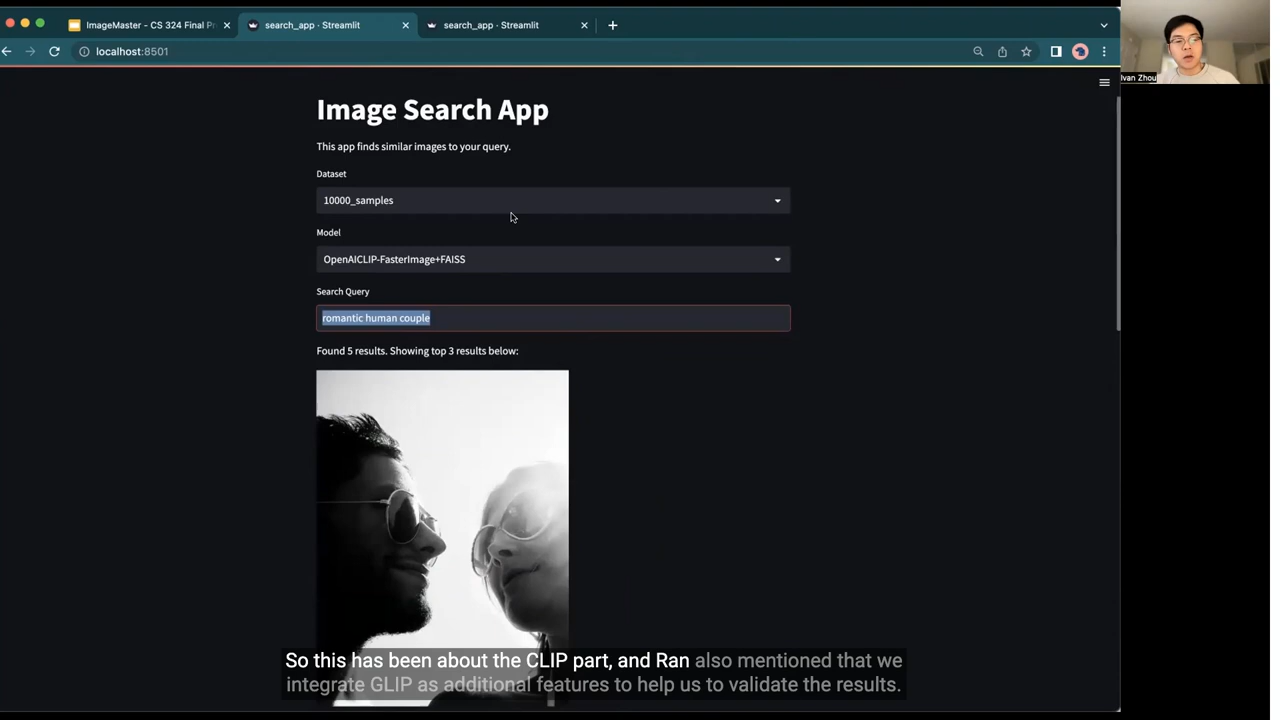 ImageMaster - CS 324 Final Pr
search_app · Streamlit
search_app · Streamlit
localhost:8501
Ivan Zhou
Image Search App
This app finds similar images to your query.
Dataset
10000_samples
Model
OpenAICLIP-FasterImage+FAISS
Search Query
romantic human couple
Found 5 results. Showing top 3 results below:
So this has been about the CLIP part, and Ran also mentioned that we
integrate GLIP as additional features to help us to validate the results.